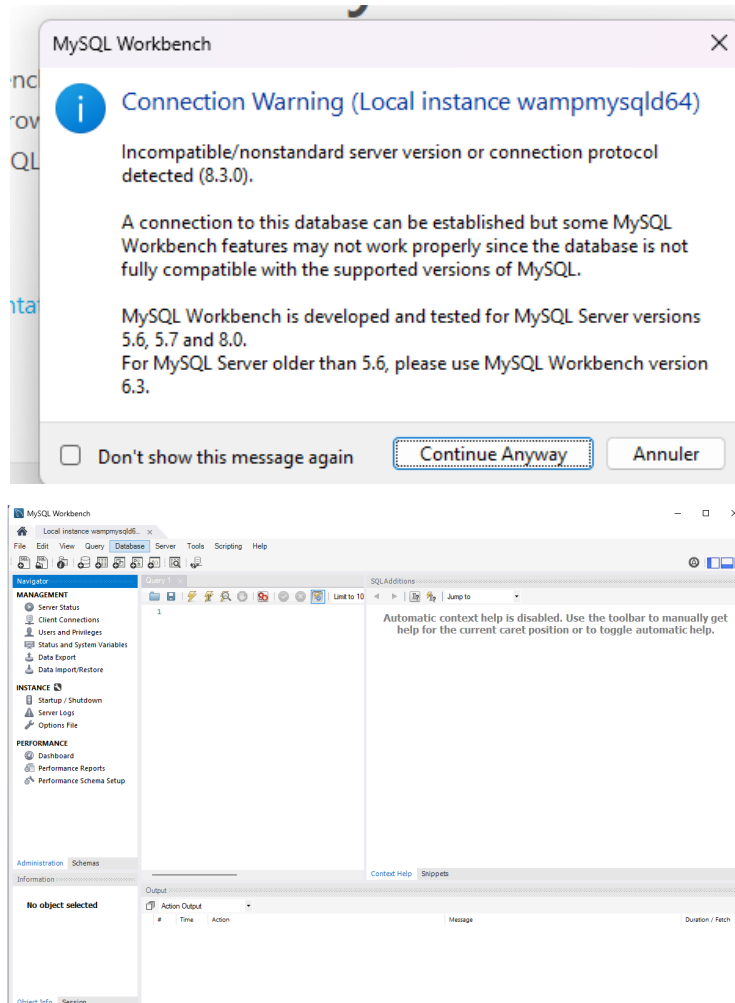 MySQL Workbench
Connection Warning (Local instance wampmysqld64)
Incompatible/nonstandard server version or connection protocol
detected (8.3.0).
A connection to this database can be established but some MySQL
Workbench features may not work properly since the database is not
fully compatible with the supported versions of MySQL.
MySQL Workbench is developed and tested for MySQL Server versions
5.6, 5.7 and 8.0.
For MySQL Server older than 5.6, please use MySQL Workbench version
6.3.
Don't show this message again
Continue Anyway
Annuler
QL
MySQL Workbench
Local instance wampmysqld6..
File Edit View Query Database Server Tools Scripting Help
Navigator
MANAGEMENT
Server Status
Client Connections
Users and Privileges
Status and System Variables
Data Export
Data Import/Restore
INSTANCE
Startup / Shutdown
Server Logs
Options File
PERFORMANCE
Dashboard
Performance Reports
Performance Schema Setup
Administration Schemas
Information
No object selected
Object Info Session
Query 1
Limit to 10
1
SQLAdditions
Jump to
Automatic context help is disabled. Use the toolbar to manually get
help for the current caret position or to toggle automatic help.
Context Help Snippets
Output
Action Output
# Time Action Message Duration / Fetch